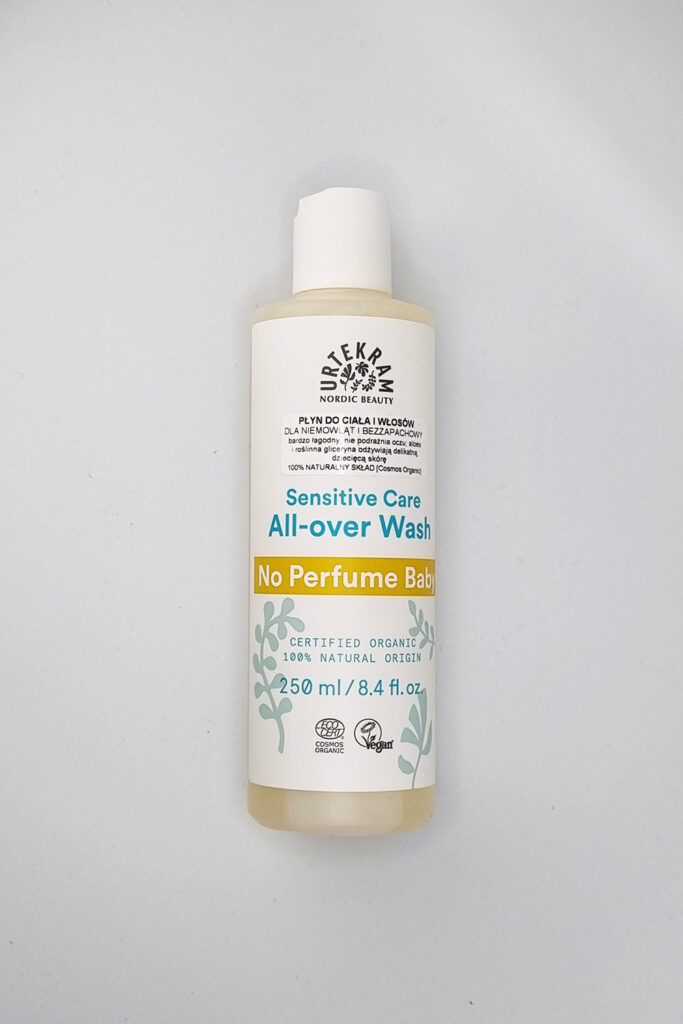 URTEKRAM
NORDIC BEAUTY
PŁYN DO CIAŁA I WŁOSÓW
DLA NIEMOWLĄT I BEZZAPACHOWY
bardzo łagodny, nie podrażnia oczu, aloes
i roślinna gliceryna odżywiają delikatną
dziecięcą skórę
100% NATURALNY SKŁAD [Cosmos Organic]
Sensitive Care
All-over Wash
No Perfume Baby
CERTIFIED ORGANIC
100% NATURAL ORIGIN
250 ml / 8.4 fl. oz.
ECO
CERT
COSMOS
ORGANIC
Vegan